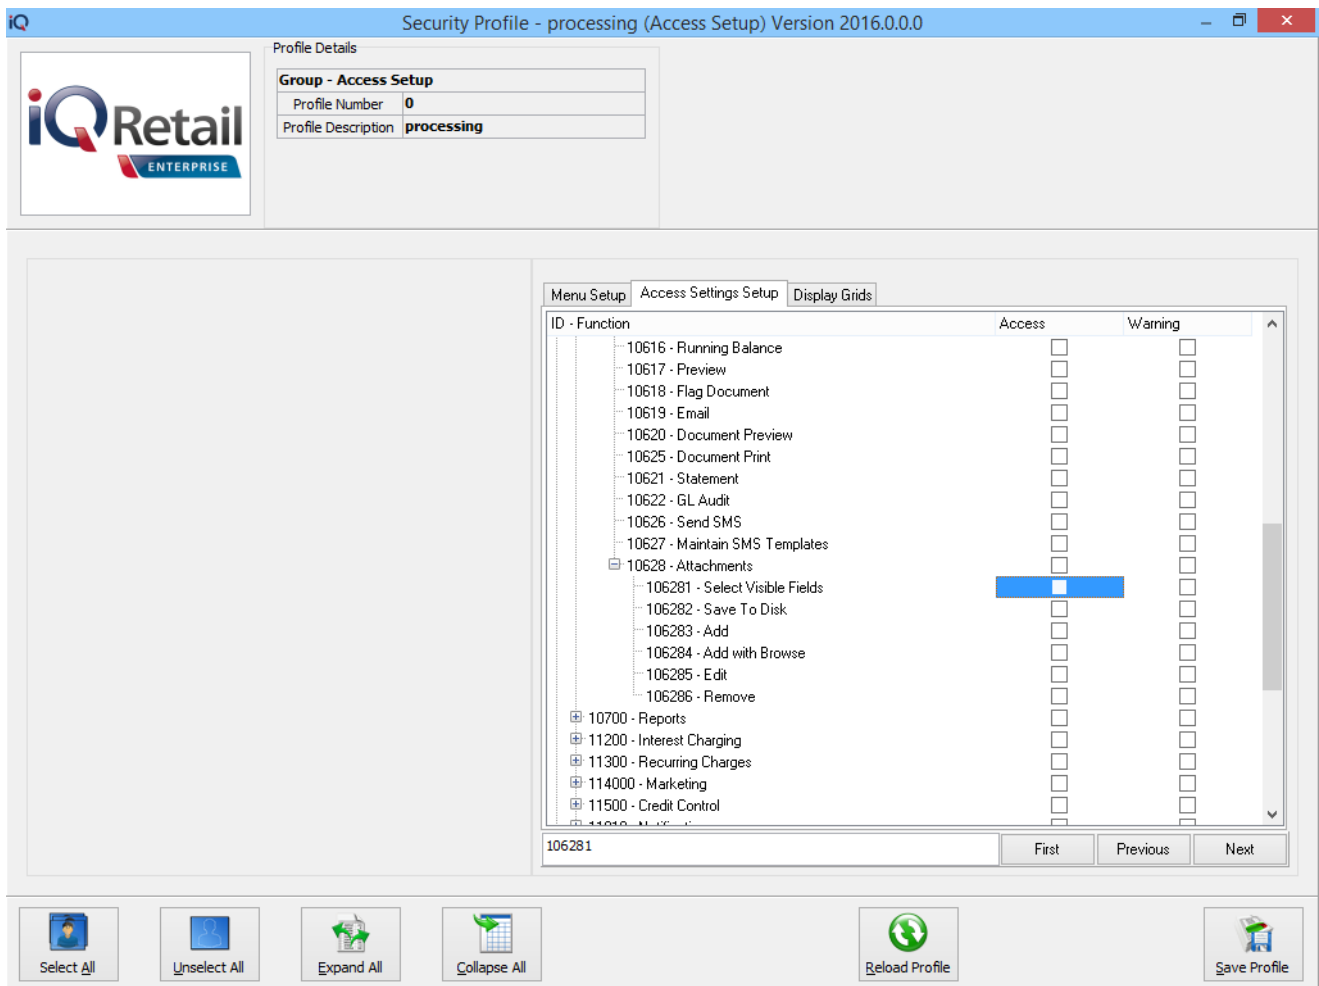 iQ
Security Profile - processing (Access Setup) Version 2016.0.0.0
Profile Details
iQRetail
ENTERPRISE
Group - Access Setup
Profile Number 0
Profile Description processing
Menu Setup Access Settings Setup Display Grids
ID - Function Access Warning
10616 - Running Balance
10617 - Preview
10618 - Flag Document
10619 - Email
10620 - Document Preview
10625 - Document Print
10621 - Statement
10622 - GL Audit
10626 - Send SMS
10627 - Maintain SMS Templates
10628 - Attachments
106281 - Select Visible Fields
106282 - Save To Disk
106283 - Add
106284 - Add with Browse
106285 - Edit
106286 - Remove
10700 - Reports
11200 - Interest Charging
11300 - Recurring Charges
114000 - Marketing
11500 - Credit Control
106281 First Previous Next
Select All Unselect All Expand All Collapse All Reload Profile Save Profile